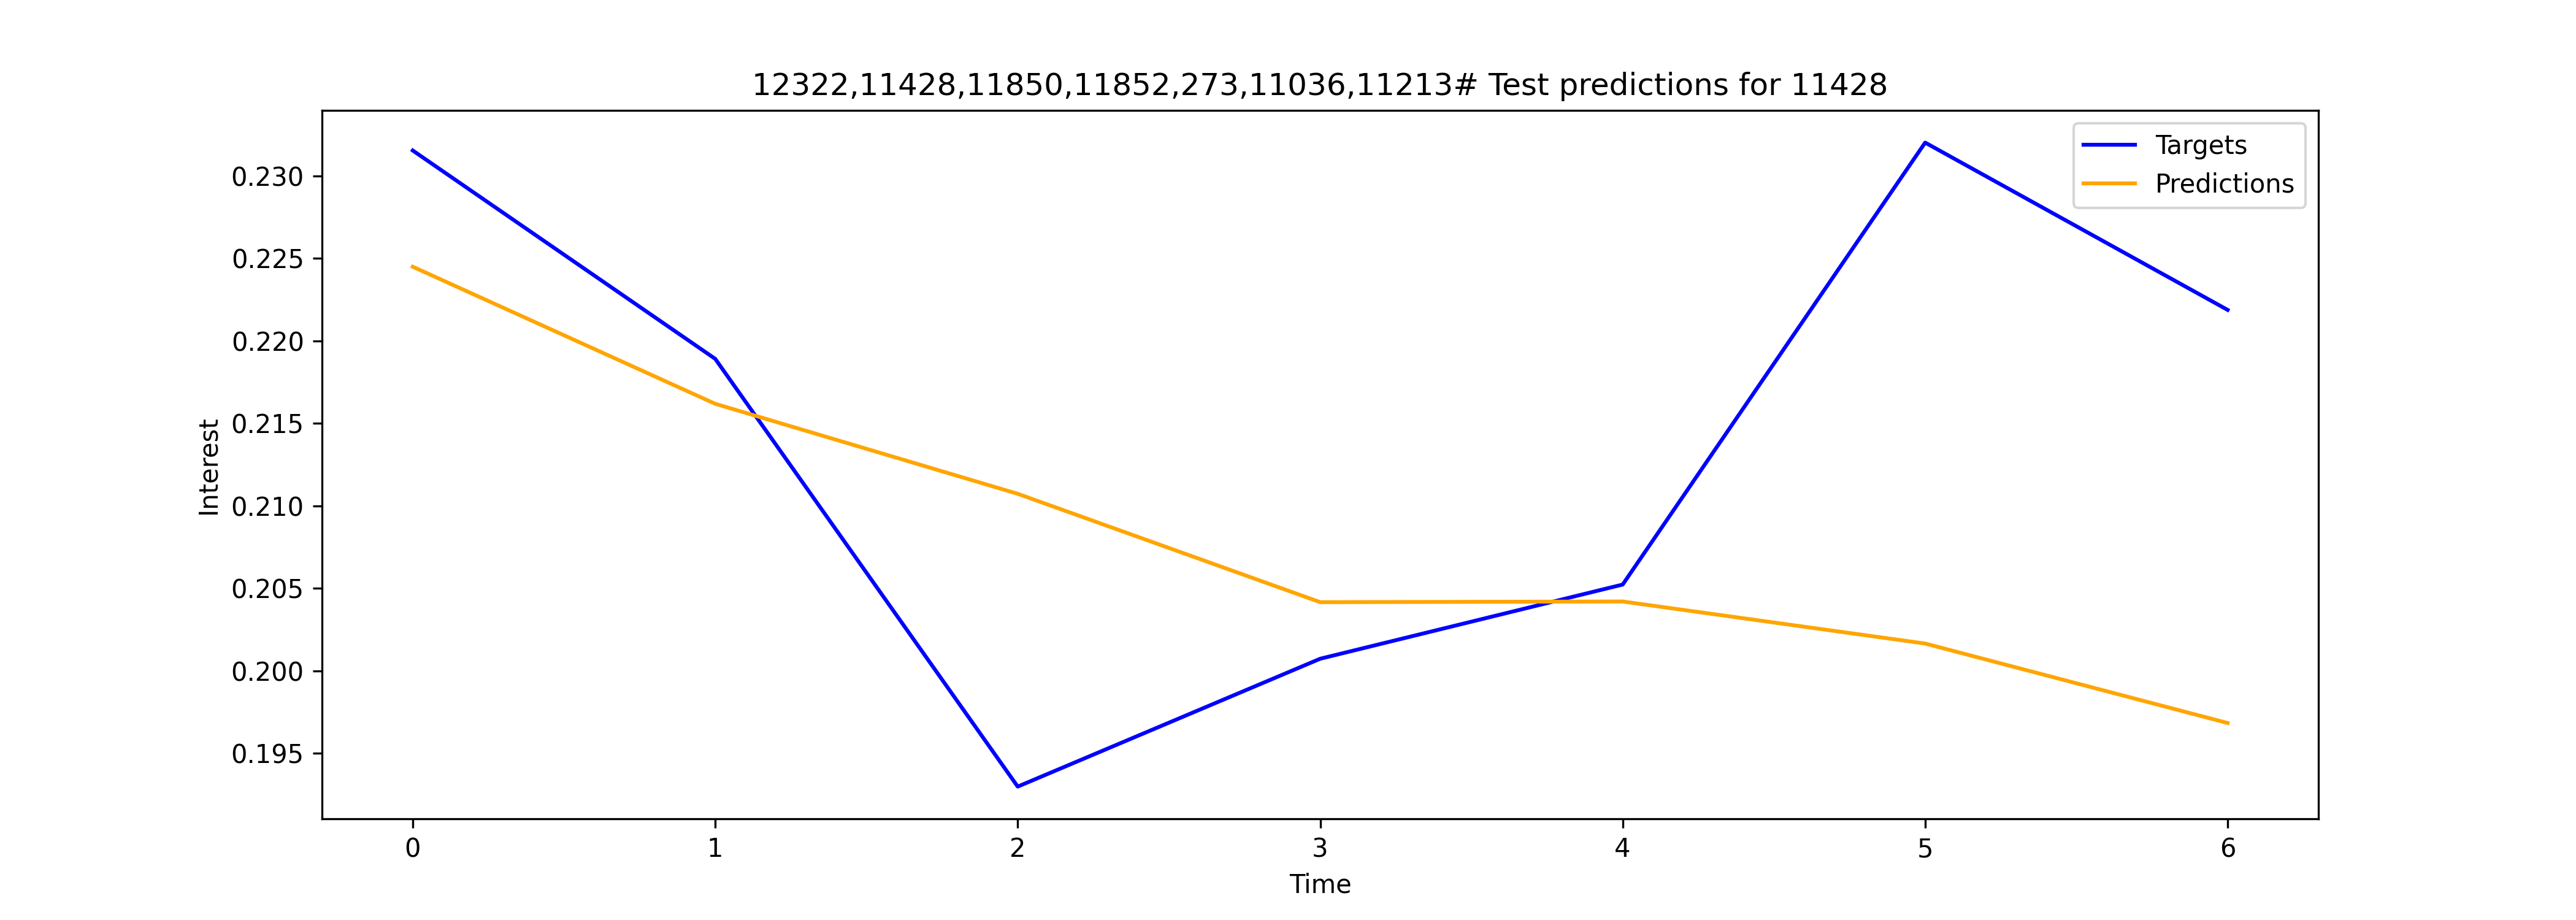 12322,11428,11850,11852,273,11036,11213# Test predictions for 11428
Targets
Predictions
Interest
0.230
0.225
0.220
0.215
0.210
0.205
0.200
0.195
0 1 2 3 4 5 6
Time